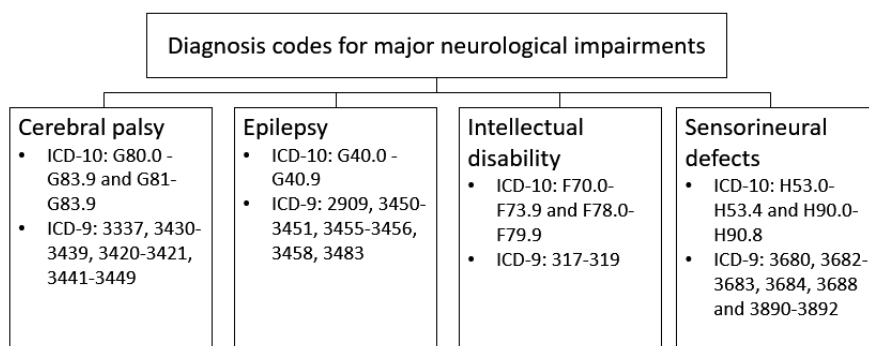 Diagnosis codes for major neurological impairments
Cerebral palsy
• ICD-10: G80.0 -
G83.9 and G81-
G83.9
• ICD-9: 3337, 3430-
3439, 3420-3421,
3441-3449
Epilepsy
• ICD-10: G40.0 -
G40.9
• ICD-9: 2909, 3450-
3451, 3455-3456,
3458, 3483
Intellectual
disability
• ICD-10: F70.0-
F73.9 and F78.0-
F79.9
• ICD-9: 317-319
Sensorineural
defects
• ICD-10: H53.0-
H53.4 and H90.0-
H90.8
• ICD-9: 3680, 3682-
3683, 3684, 3688
and 3890-3892